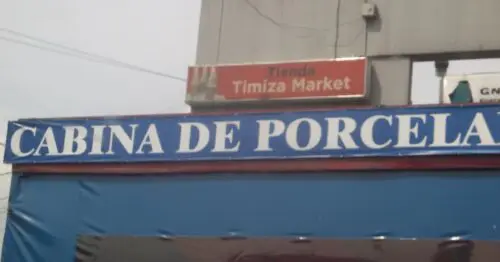 Tienda
Timiza Market
CABINA DE PORCELA